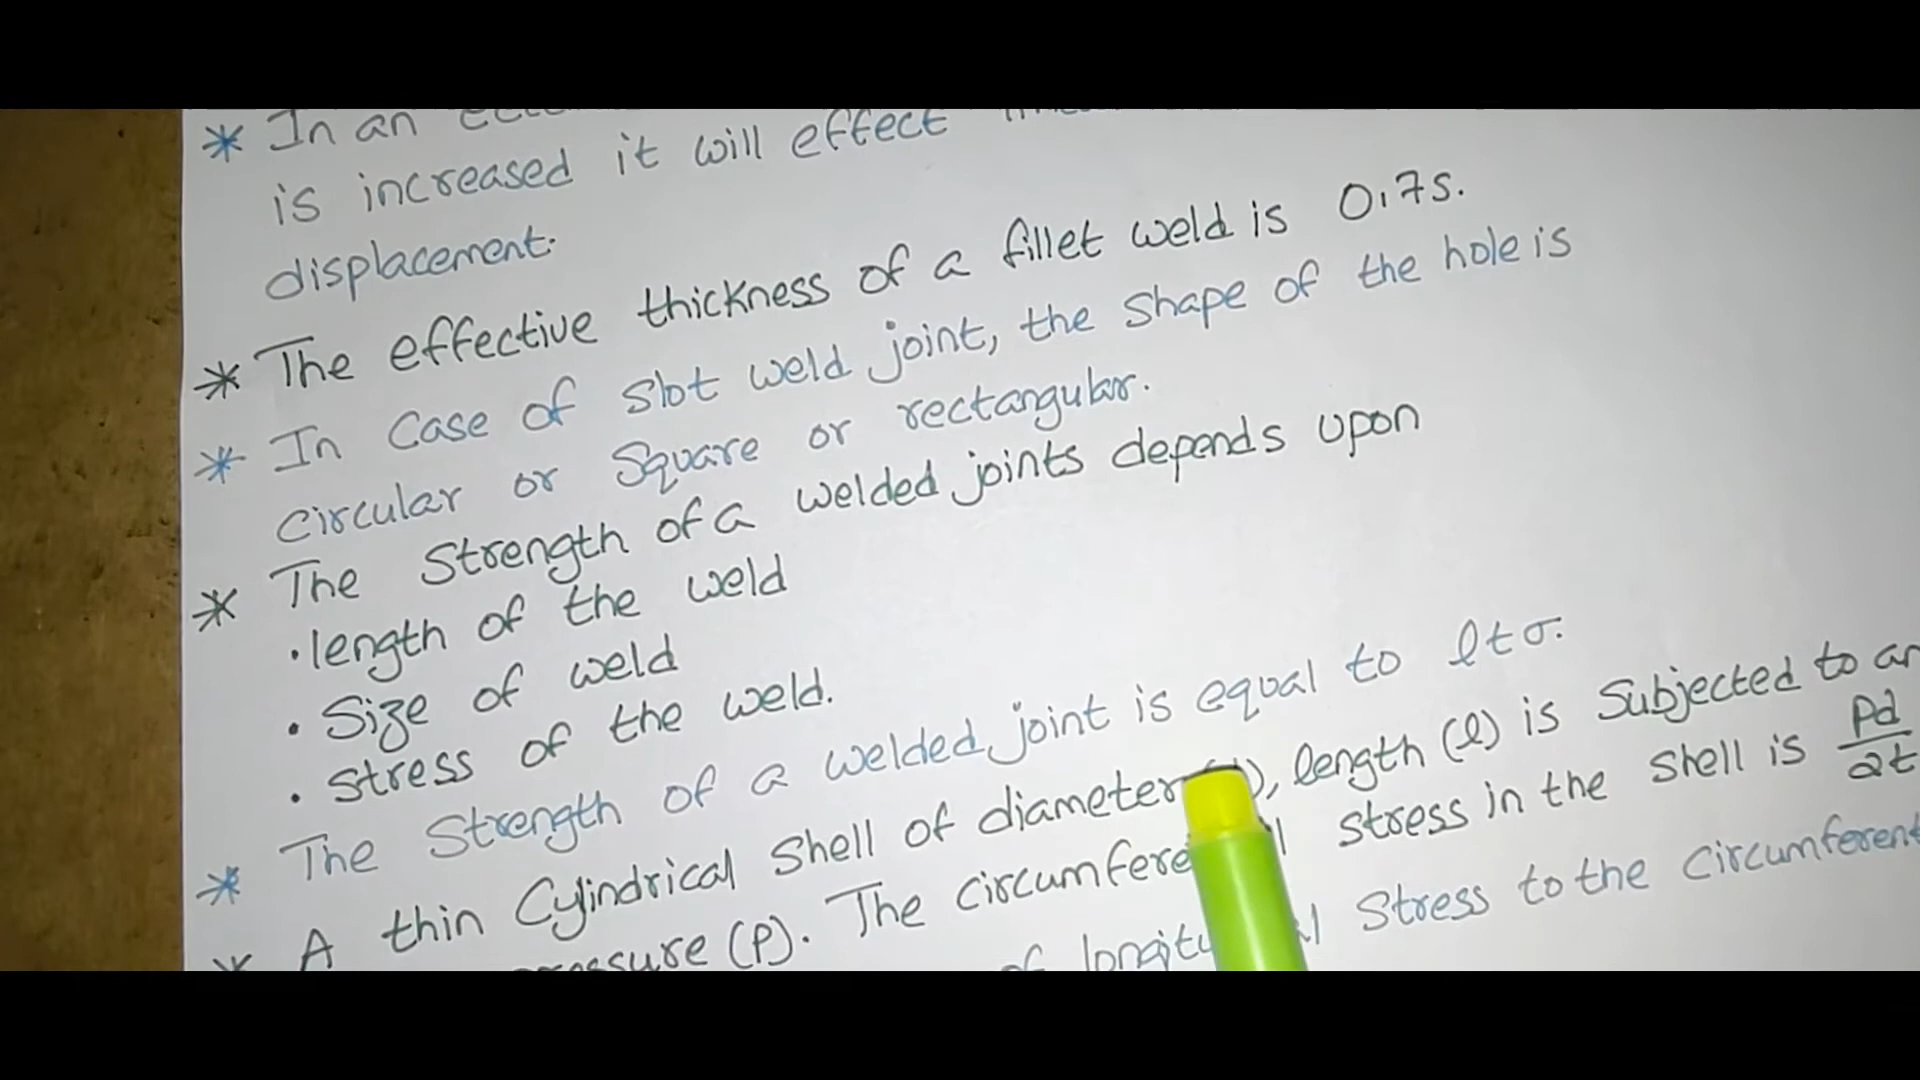 * In an
is increased it will effect
displacement.
* The effective thickness of a fillet weld is 0.7s.
* In case of slot weld joint, the shape of the hole is
circular or square or rectangular.
* The strength of a welded joints depends upon
• length of the weld
• Size of weld
• stress of the weld.
* The strength of a welded joint is equal to ltσ.
* A thin cylindrical shell of diameter, length (l) is subjected to an
(P). The stress in the shell is Pd/2t
of stress to the